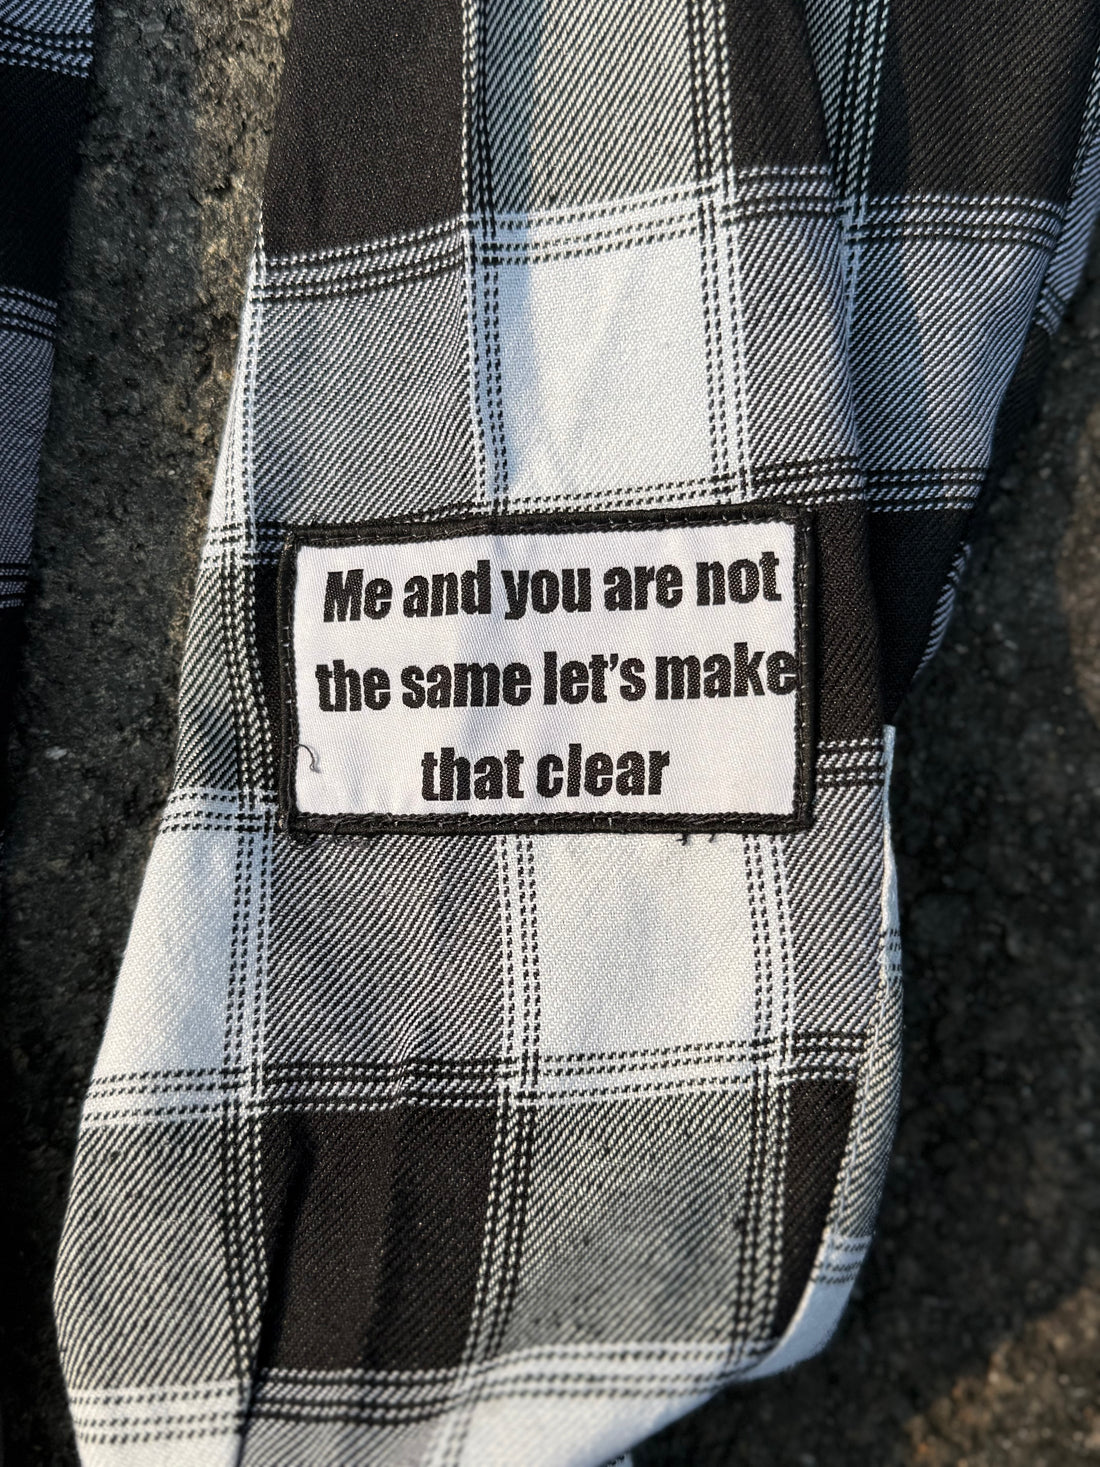 Me and you are not
the same let's make
that clear